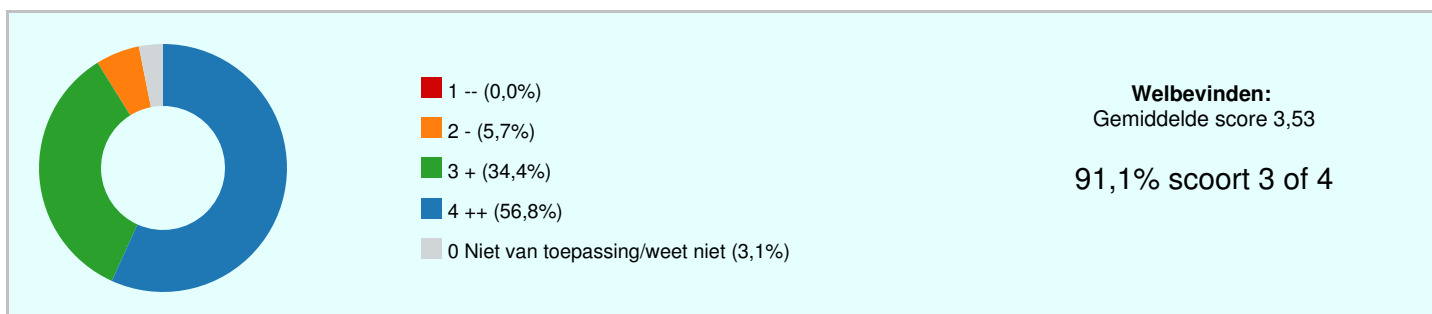 1 -- (0,0%)
2 - (5,7%)
3 + (34,4%)
4 ++ (56,8%)
0 Niet van toepassing/weet niet (3,1%)
Welbevinden:
Gemiddelde score 3,53
91,1% scoort 3 of 4